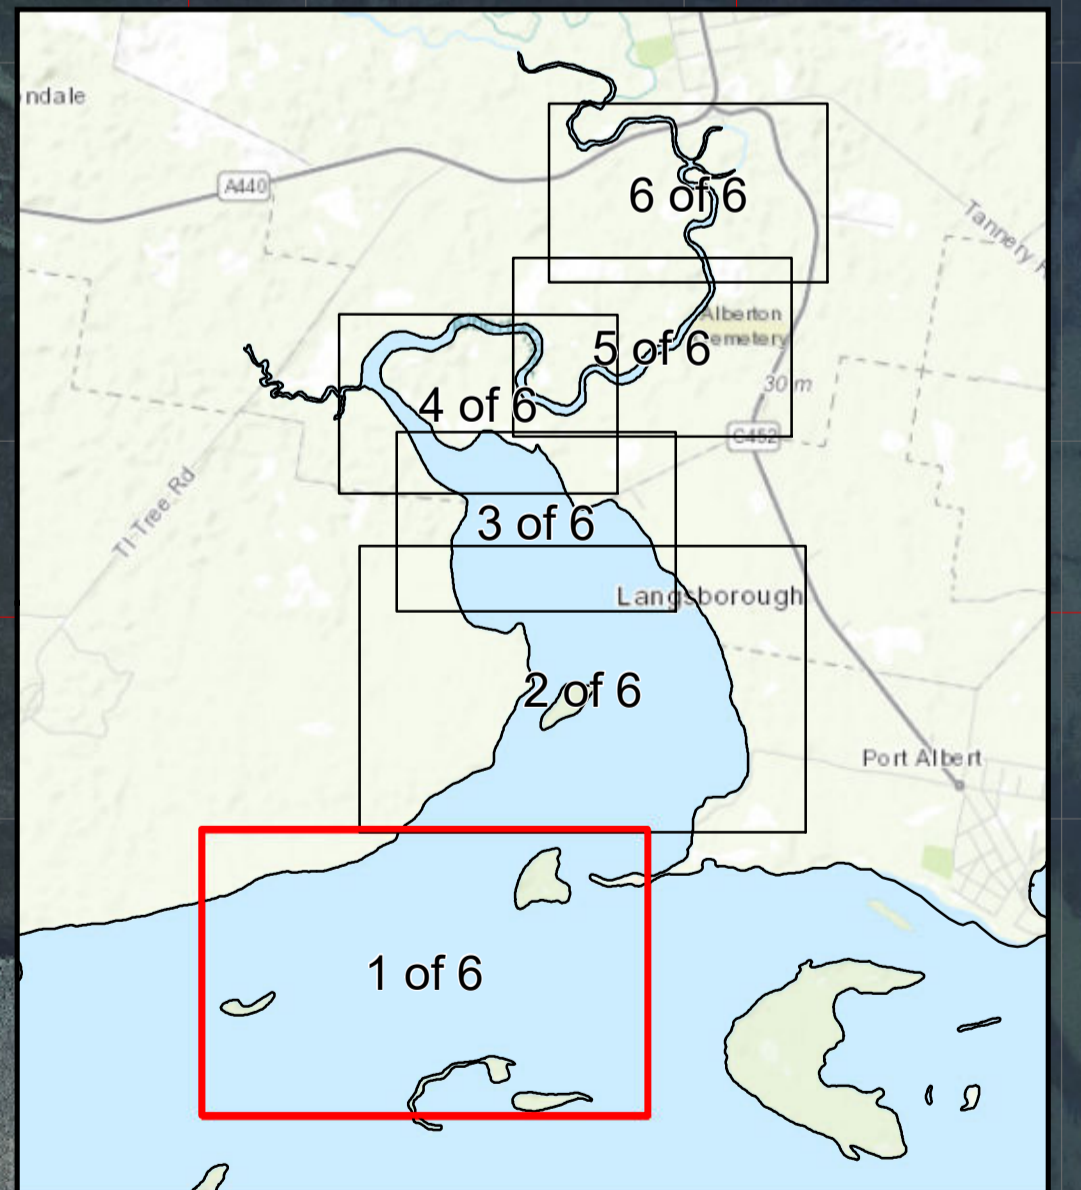 ndale
A440
6 of 6
Tannery R
Alberton
emetery
5 of 6
30 m
4 of 6
C452
TI-Tree Rd
3 of 6
Langsborough
2 of 6
Port Albert
1 of 6